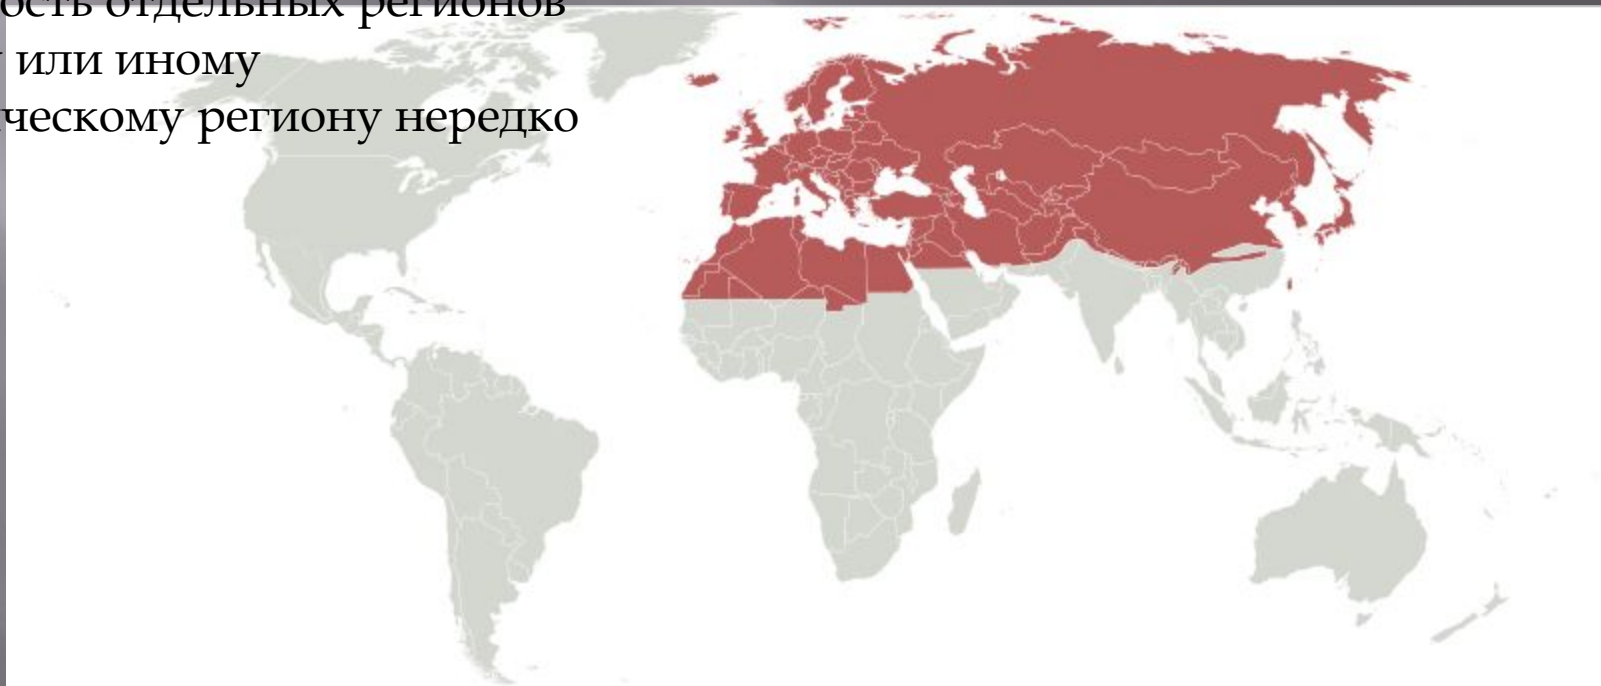 ость отдельных регионов
или иному
ческому региону нередко